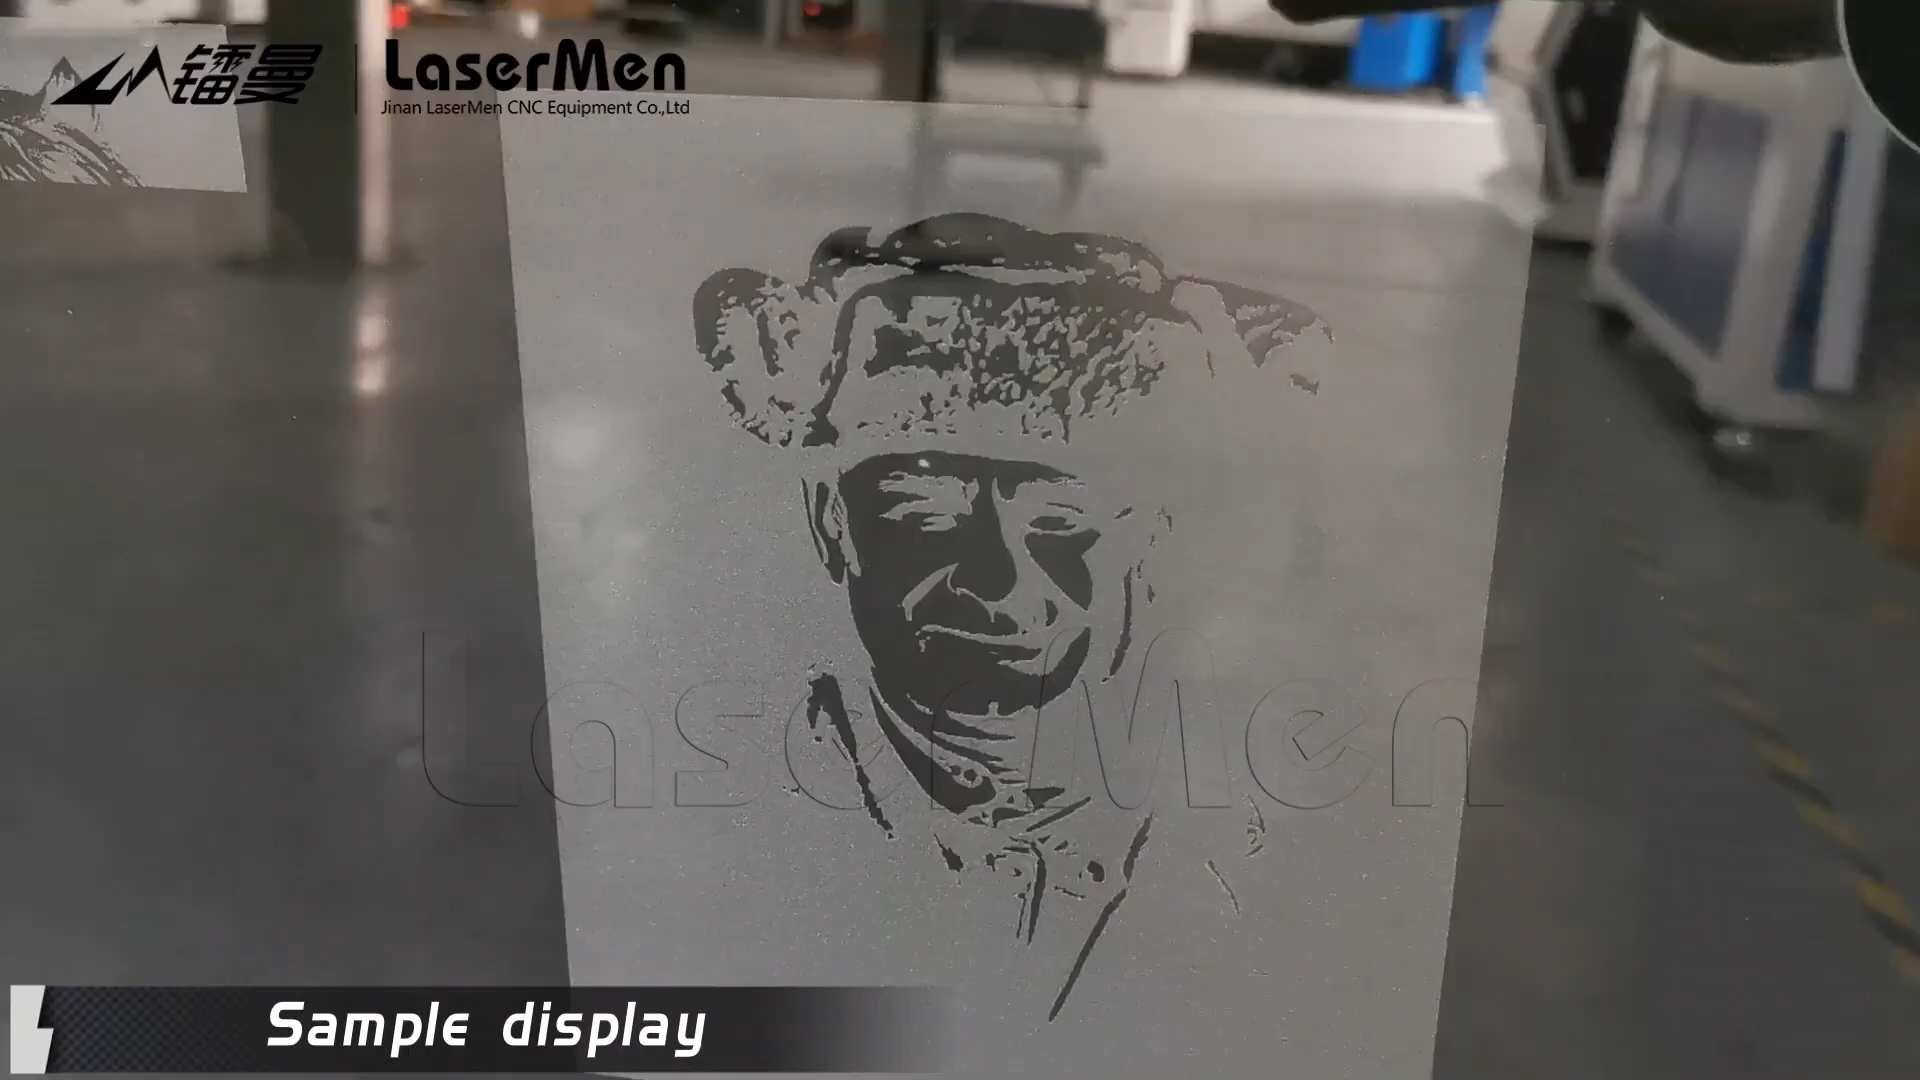 镭曼
LaserMen
Jinan LaserMen CNC Equipment Co.,Ltd
LaserMen
Sample display